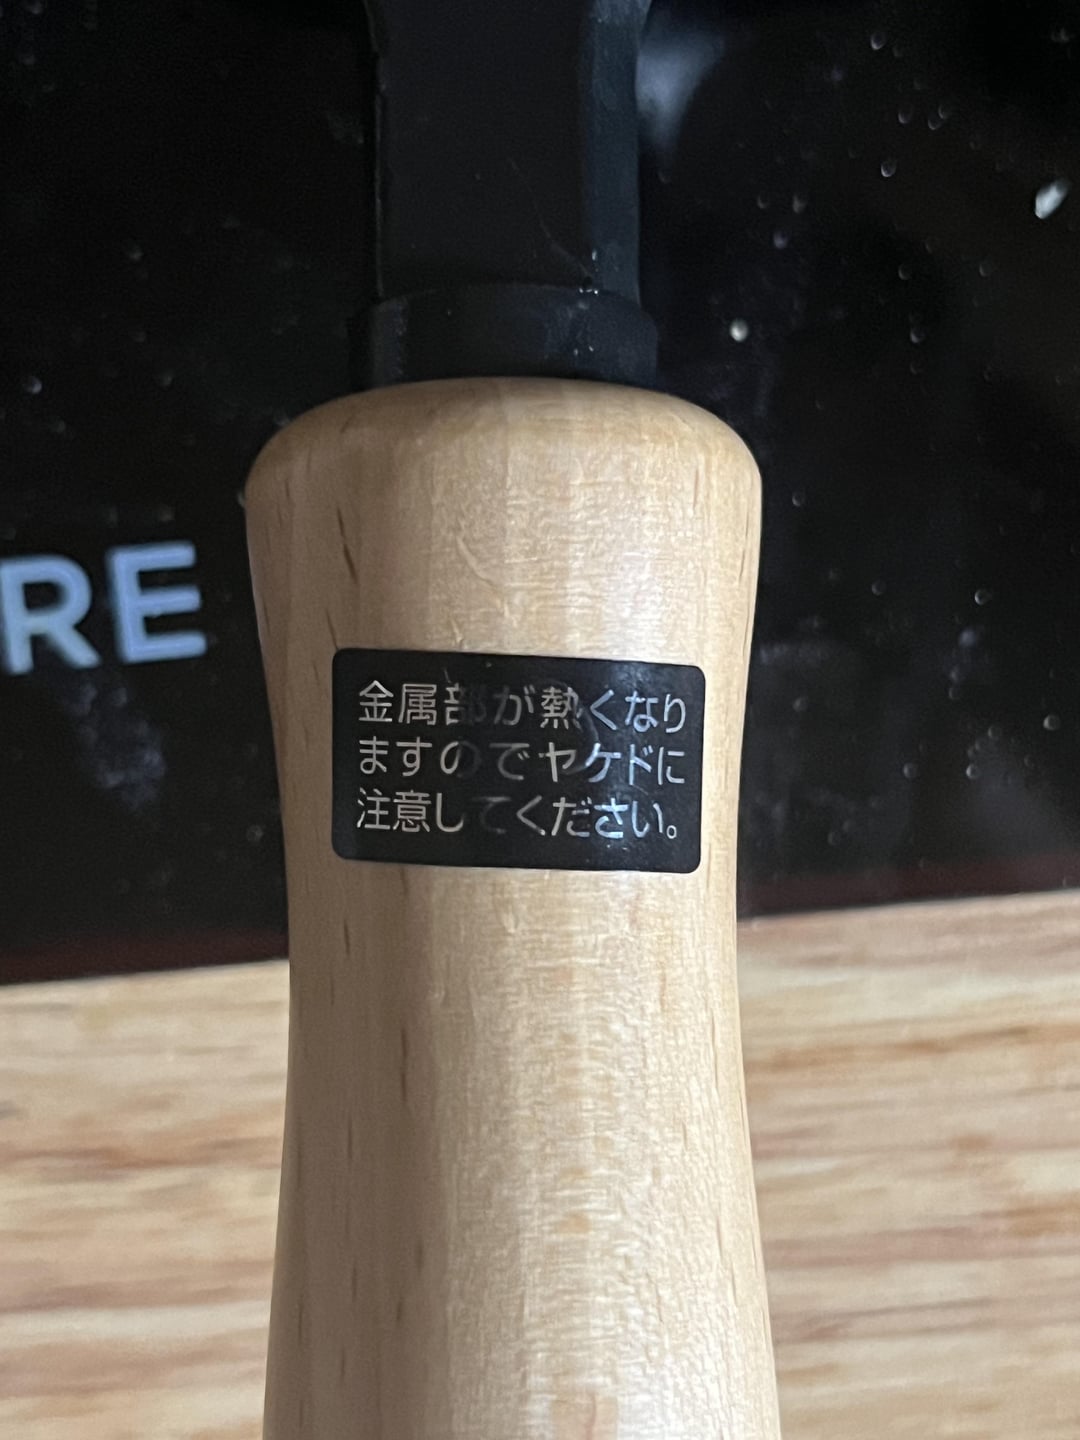 RE
金属部が熱くなり
ますのでヤケドに
注意してください。